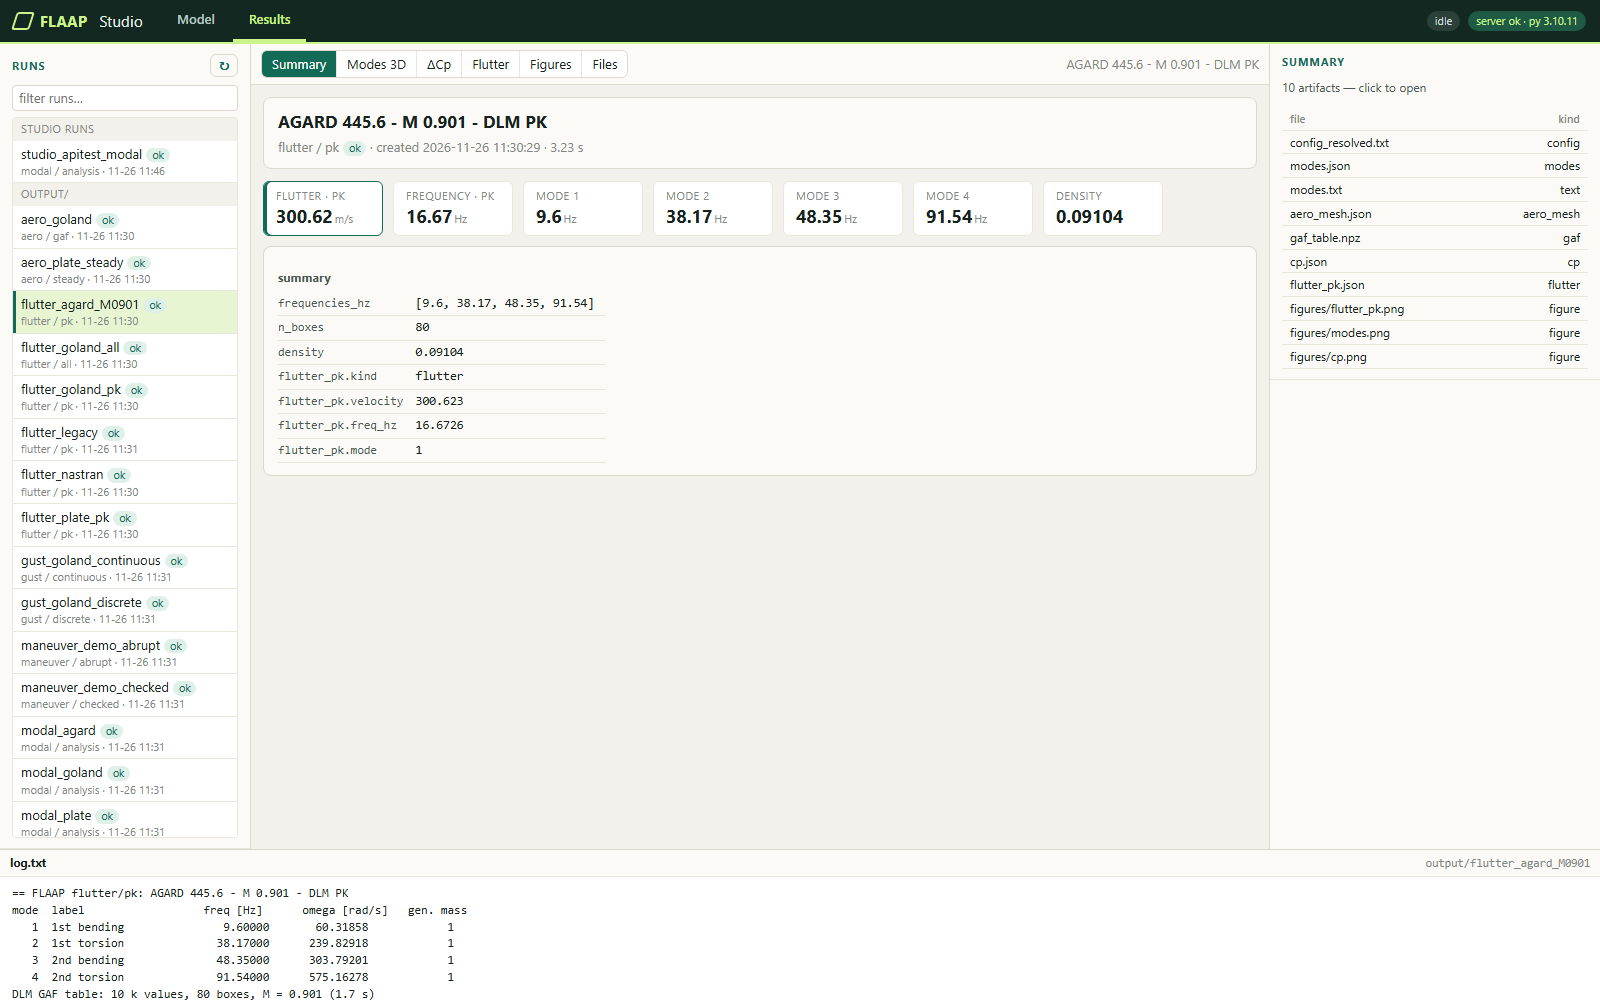 FLAAP Studio Model Results idle server ok · py 3.10.11
RUNS ↻
filter runs...
STUDIO RUNS
studio_apitest_modal ok
modal / analysis · 11-26 11:46
OUTPUT/
aero_goland ok
aero / gaf · 11-26 11:30
aero_plate_steady ok
aero / steady · 11-26 11:30
flutter_agard_M0901 ok
flutter / pk · 11-26 11:30
flutter_goland_all ok
flutter / all · 11-26 11:30
flutter_goland_pk ok
flutter / pk · 11-26 11:30
flutter_legacy ok
flutter / pk · 11-26 11:31
flutter_nastran ok
flutter / pk · 11-26 11:30
flutter_plate_pk ok
flutter / pk · 11-26 11:30
gust_goland_continuous ok
gust / continuous · 11-26 11:31
gust_goland_discrete ok
gust / discrete · 11-26 11:31
maneuver_demo_abrupt ok
maneuver / abrupt · 11-26 11:31
maneuver_demo_checked ok
maneuver / checked · 11-26 11:31
modal_agard ok
modal / analysis · 11-26 11:31
modal_goland ok
modal / analysis · 11-26 11:31
modal_plate ok
modal / analysis · 11-26 11:31
Summary Modes 3D ΔCp Flutter Figures Files AGARD 445.6 - M 0.901 - DLM PK
AGARD 445.6 - M 0.901 - DLM PK
flutter / pk ok · created 2026-11-26 11:30:29 · 3.23 s
FLUTTER · PK
300.62 m/s
FREQUENCY · PK
16.67 Hz
MODE 1
9.6 Hz
MODE 2
38.17 Hz
MODE 3
48.35 Hz
MODE 4
91.54 Hz
DENSITY
0.09104
summary
frequencies_hz [9.6, 38.17, 48.35, 91.54]
n_boxes 80
density 0.09104
flutter_pk.kind flutter
flutter_pk.velocity 300.623
flutter_pk.freq_hz 16.6726
flutter_pk.mode 1
SUMMARY
10 artifacts — click to open
file kind
config_resolved.txt config
modes.json modes
modes.txt text
aero_mesh.json aero_mesh
gaf_table.npz gaf
cp.json cp
flutter_pk.json flutter
figures/flutter_pk.png figure
figures/modes.png figure
figures/cp.png figure
log.txt output/flutter_agard_M0901
== FLAAP flutter/pk: AGARD 445.6 - M 0.901 - DLM PK
mode label freq [Hz] omega [rad/s] gen. mass
1 1st bending 9.60000 60.31858 1
2 1st torsion 38.17000 239.82918 1
3 2nd bending 48.35000 303.79201 1
4 2nd torsion 91.54000 575.16278 1
DLM GAF table: 10 k values, 80 boxes, M = 0.901 (1.7 s)